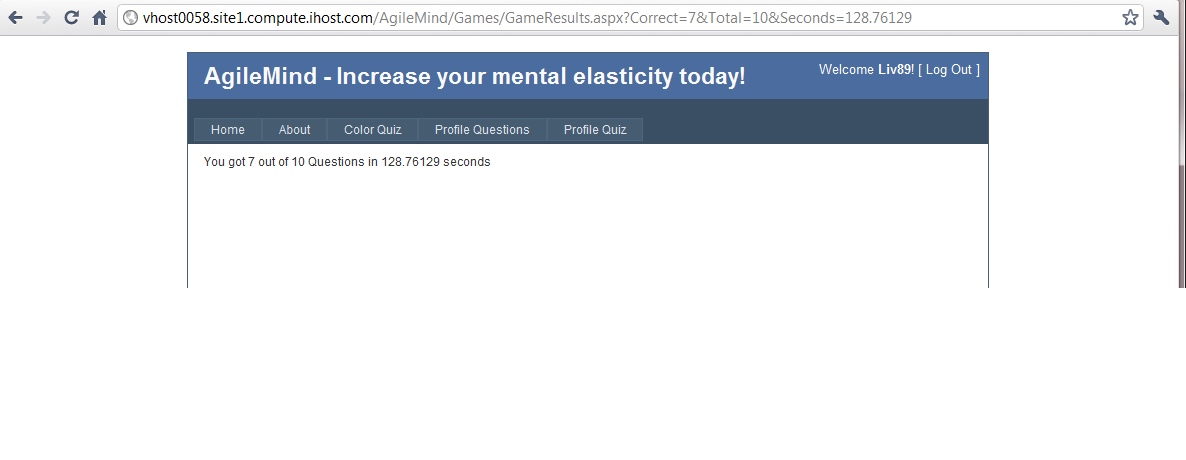 vhost0058.site1.compute.ihost.com/AgileMind/Games/GameResults.aspx?Correct=7&Total=10&Seconds=128.76129
AgileMind - Increase your mental elasticity today!
Welcome Liv89! [ Log Out ]
Home About Color Quiz Profile Questions Profile Quiz
You got 7 out of 10 Questions in 128.76129 seconds